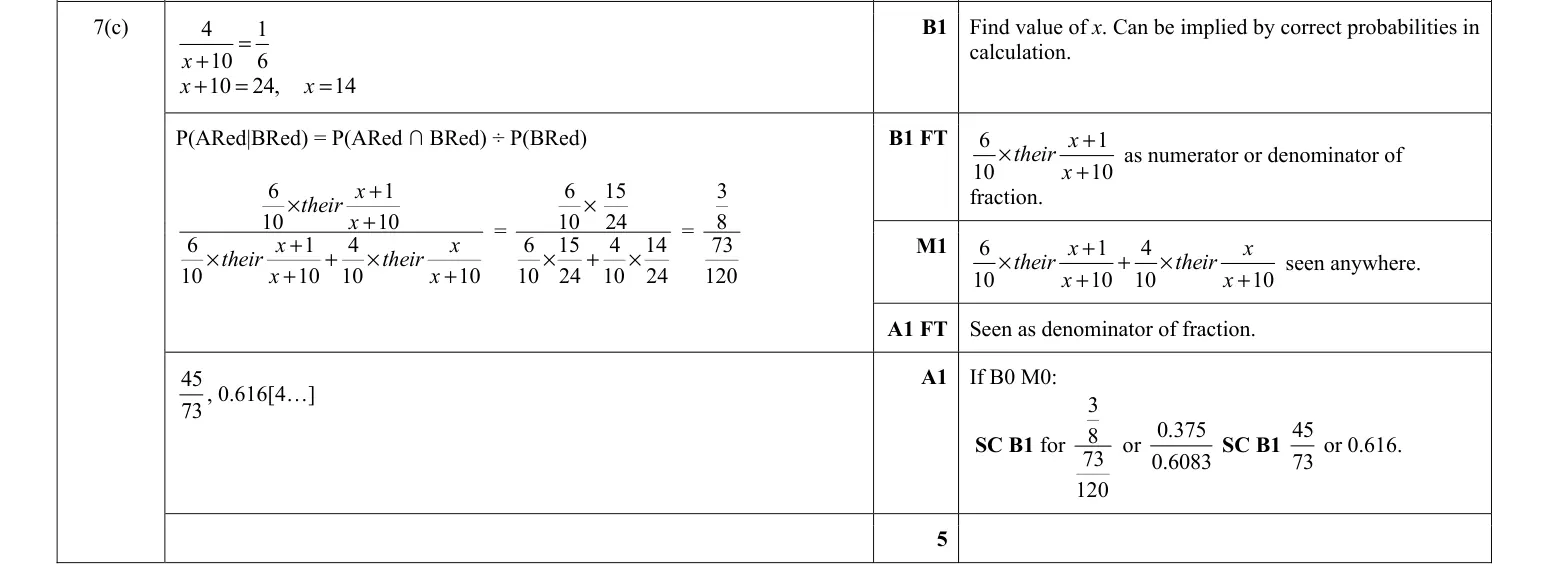 7(c)
4/(x+10) = 1/6
x+10 = 24, x = 14
B1
Find value of x. Can be implied by correct probabilities in
calculation.
P(ARed|BRed) = P(ARed ∩ BRed) ÷ P(BRed)
(6/10 × their (x+1)/(x+10)) / (6/10 × their (x+1)/(x+10) + 4/10 × their x/(x+10)) = (6/10 × 15/24) / (6/10 × 15/24 + 4/10 × 14/24) = (3/8) / (73/120)
B1 FT
6/10 × their (x+1)/(x+10) as numerator or denominator of
fraction.
M1
6/10 × their (x+1)/(x+10) + 4/10 × their x/(x+10) seen anywhere.
A1 FT
Seen as denominator of fraction.
45/73, 0.616[4…]
A1
If B0 M0:
SC B1 for (3/8) / (73/120) or 0.375/0.6083 SC B1 45/73 or 0.616.
5